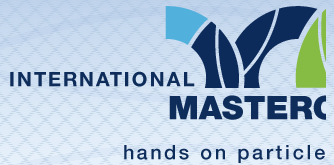 INTERNATIONAL
MASTERC
hands on particle